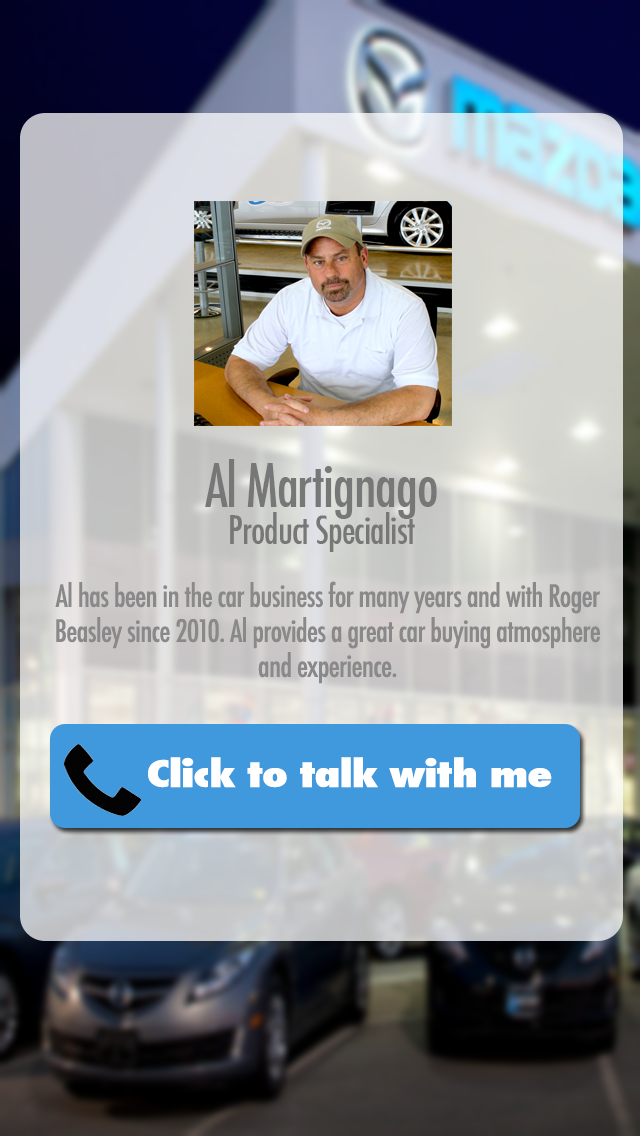 mazda
Al Martignago
Product Specialist
Al has been in the car business for many years and with Roger
Beasley since 2010. Al provides a great car buying atmosphere
and experience.
Click to talk with me